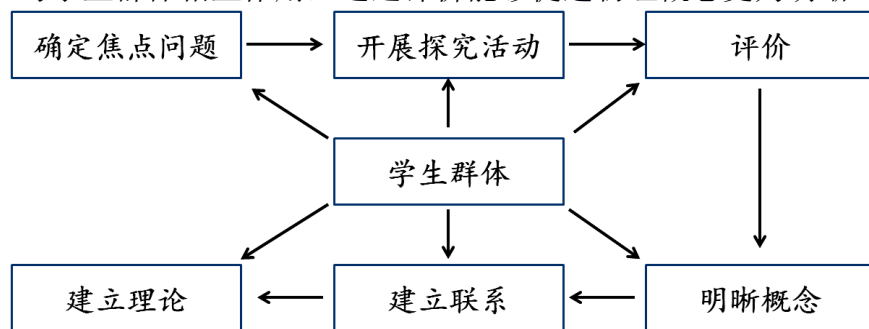 确定焦点问题
开展探究活动
评价
学生群体
建立理论
建立联系
明晰概念